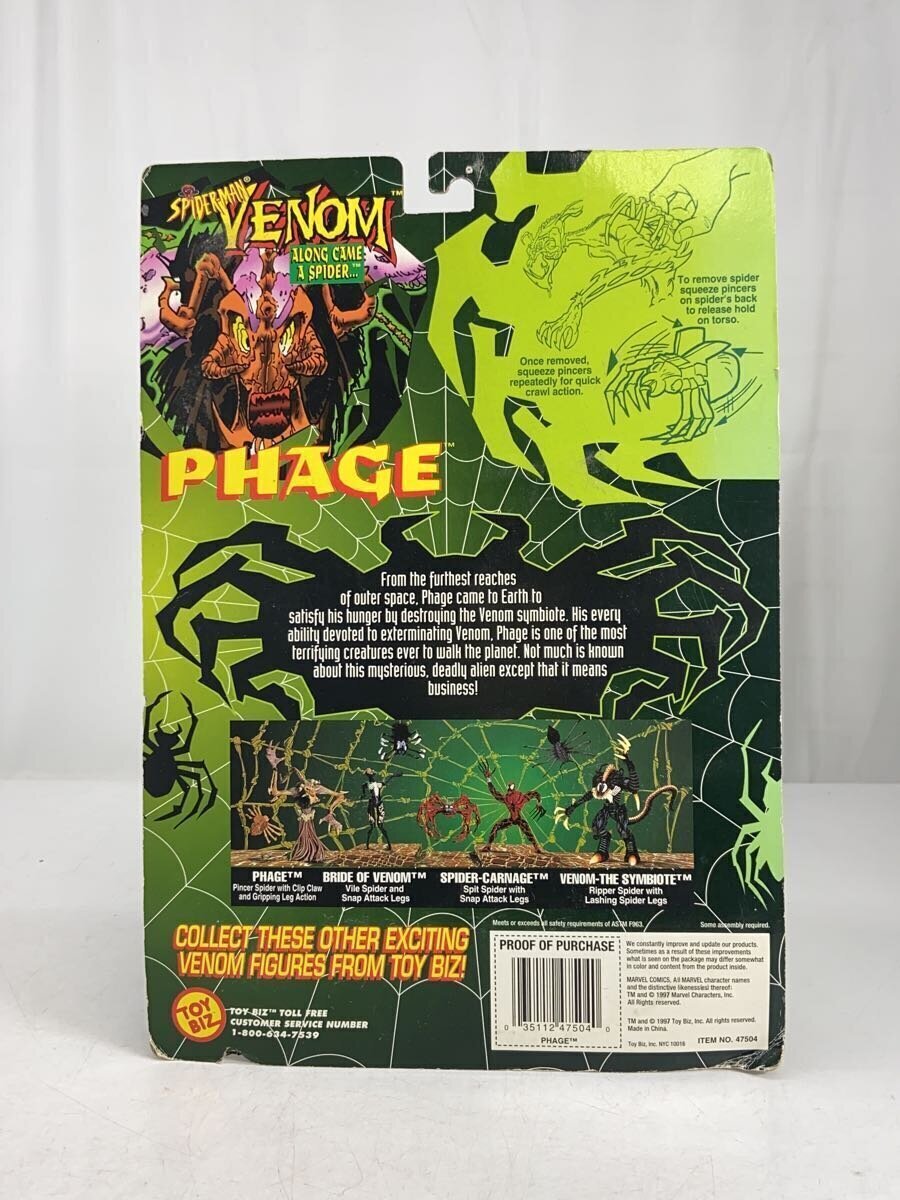 SPIDER-MAN®
VENOM™
ALONG CAME
A SPIDER...™
To remove spider
squeeze pincers
on spider's back
to release hold
on torso.
Once removed,
squeeze pincers
repeatedly for quick
crawl action.
PHAGE™
From the furthest reaches
of outer space, Phage came to Earth to
satisfy his hunger by destroying the Venom symbiote. His every
ability devoted to exterminating Venom, Phage is one of the most
terrifying creatures ever to walk the planet. Not much is known
about this mysterious, deadly alien except that it means
business!
PHAGE™
Pincer Spider with Clip Claw
and Gripping Leg Action
BRIDE OF VENOM™
Vile Spider and
Snap Attack Legs
SPIDER-CARNAGE™
Spit Spider with
Snap Attack Legs
VENOM-THE SYMBIOTE™
Ripper Spider with
Lashing Spider Legs
Meets or exceeds all safety requirements of ASTM F963.
Some assembly required.
COLLECT THESE OTHER EXCITING
VENOM FIGURES FROM TOY BIZ!
TOY
BIZ
TOY BIZ™ TOLL FREE
CUSTOMER SERVICE NUMBER
1-800-634-7539
PROOF OF PURCHASE
0 35112 47504 0
PHAGE™
We constantly improve and update our products.
Sometimes as a result of these improvements
what is seen on the package may differ somewhat
in color and content from the product inside.
MARVEL COMICS, All MARVEL character names
and the distinctive likeness(es) thereof:
TM and © 1997 Marvel Characters, Inc.
All Rights reserved.
TM and © 1997 Toy Biz, Inc. All rights reserved.
Made in China.
Toy Biz, Inc. NYC 10016
ITEM NO. 47504